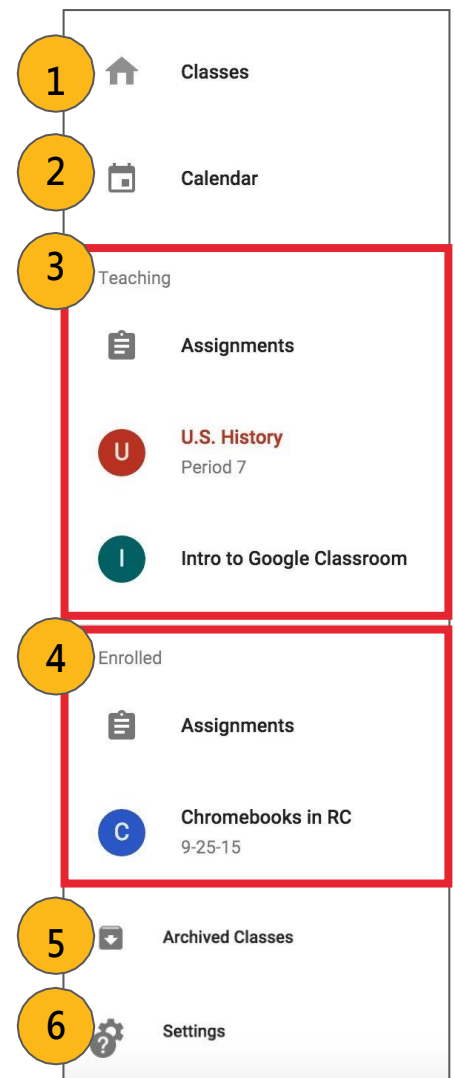 1
Classes
2
Calendar
3
Teaching
Assignments
U
U.S. History
Period 7
I
Intro to Google Classroom
4
Enrolled
Assignments
C
Chromebooks in RC
9-25-15
5
Archived Classes
6
?
Settings